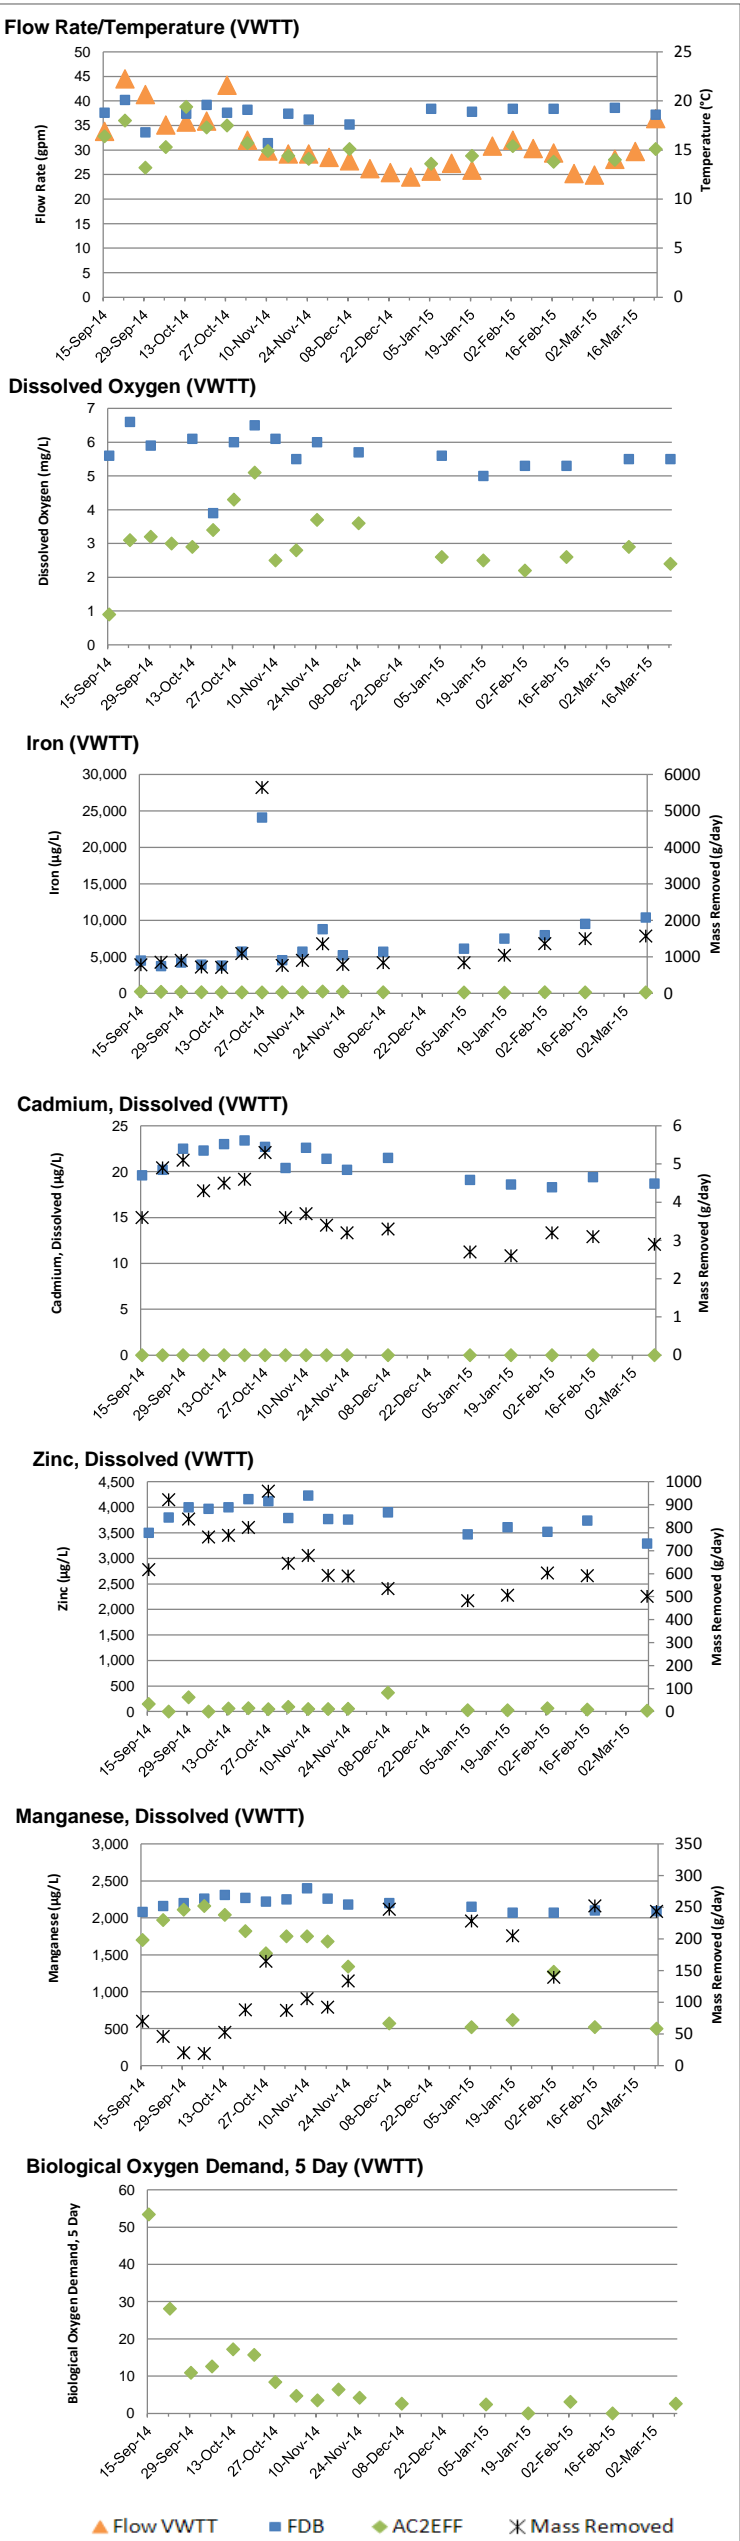 Flow Rate/Temperature (VWTT)
50
45
40
35
30
25
20
15
10
5
0
Flow Rate (gpm)
25
20
15
10
5
0
Temperature (°C)
15-Sep-14
29-Sep-14
13-Oct-14
27-Oct-14
10-Nov-14
24-Nov-14
08-Dec-14
22-Dec-14
05-Jan-15
19-Jan-15
02-Feb-15
16-Feb-15
02-Mar-15
16-Mar-15
Dissolved Oxygen (VWTT)
7
6
5
4
3
2
1
0
Dissolved Oxygen (mg/L)
15-Sep-14
29-Sep-14
13-Oct-14
27-Oct-14
10-Nov-14
24-Nov-14
08-Dec-14
22-Dec-14
05-Jan-15
19-Jan-15
02-Feb-15
16-Feb-15
02-Mar-15
16-Mar-15
Iron (VWTT)
30,000
25,000
20,000
15,000
10,000
5,000
0
Iron (µg/L)
6000
5000
4000
3000
2000
1000
0
Mass Removed (g/day)
15-Sep-14
29-Sep-14
13-Oct-14
27-Oct-14
10-Nov-14
24-Nov-14
08-Dec-14
22-Dec-14
05-Jan-15
19-Jan-15
02-Feb-15
16-Feb-15
02-Mar-15
Cadmium, Dissolved (VWTT)
25
20
15
10
5
0
Cadmium, Dissolved (µg/L)
6
5
4
3
2
1
0
Mass Removed (g/day)
15-Sep-14
29-Sep-14
13-Oct-14
27-Oct-14
10-Nov-14
24-Nov-14
08-Dec-14
22-Dec-14
05-Jan-15
19-Jan-15
02-Feb-15
16-Feb-15
02-Mar-15
Zinc, Dissolved (VWTT)
4,500
4,000
3,500
3,000
2,500
2,000
1,500
1,000
500
0
Zinc (µg/L)
1000
900
800
700
600
500
400
300
200
100
0
Mass Removed (g/day)
15-Sep-14
29-Sep-14
13-Oct-14
27-Oct-14
10-Nov-14
24-Nov-14
08-Dec-14
22-Dec-14
05-Jan-15
19-Jan-15
02-Feb-15
16-Feb-15
02-Mar-15
Manganese, Dissolved (VWTT)
3,000
2,500
2,000
1,500
1,000
500
0
Manganese (µg/L)
350
300
250
200
150
100
50
0
Mass Removed (g/day)
15-Sep-14
29-Sep-14
13-Oct-14
27-Oct-14
10-Nov-14
24-Nov-14
08-Dec-14
22-Dec-14
05-Jan-15
19-Jan-15
02-Feb-15
16-Feb-15
02-Mar-15
Biological Oxygen Demand, 5 Day (VWTT)
60
50
40
30
20
10
0
Biological Oxygen Demand, 5 Day
15-Sep-14
29-Sep-14
13-Oct-14
27-Oct-14
10-Nov-14
24-Nov-14
08-Dec-14
22-Dec-14
05-Jan-15
19-Jan-15
02-Feb-15
16-Feb-15
02-Mar-15
Flow VWTT
FDB
AC2EFF
Mass Removed